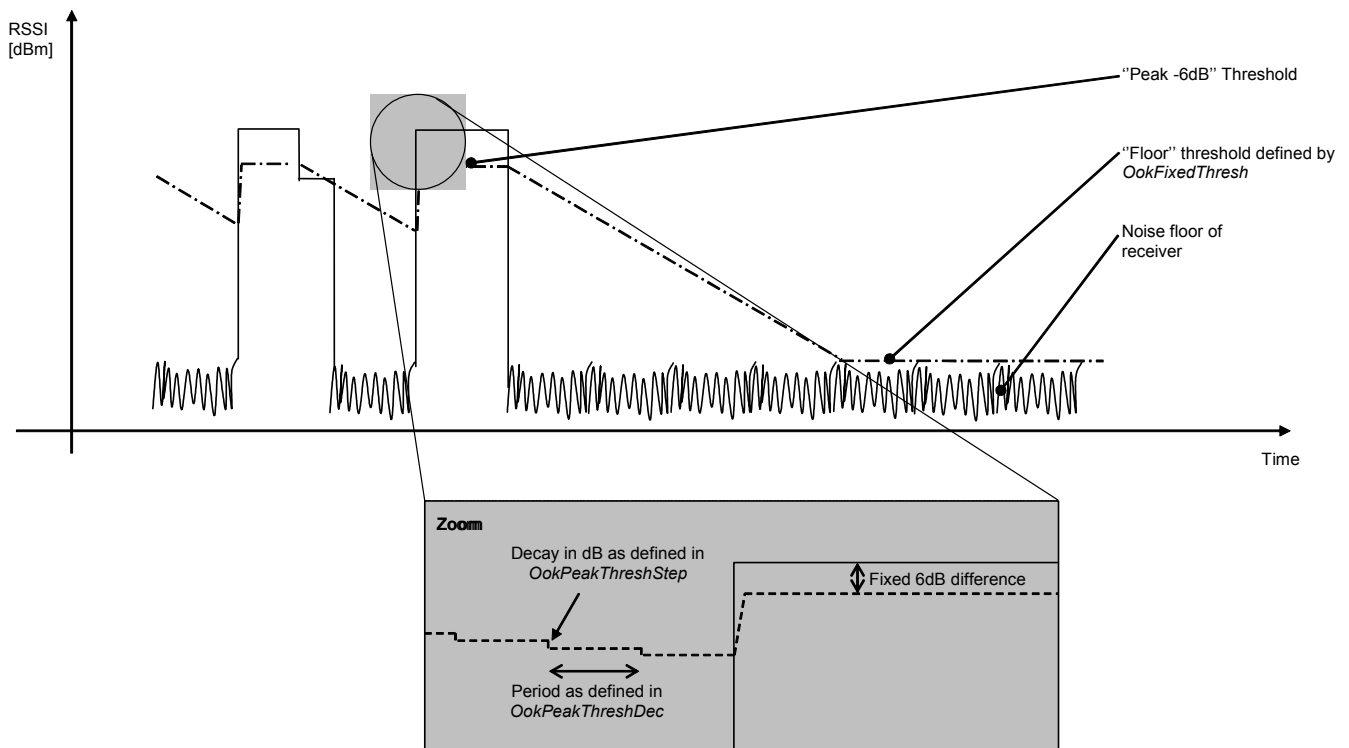 RSSI
[dBm]
‘’Peak -6dB’’ Threshold
‘’Floor’’ threshold defined by
OokFixedThresh
Noise floor of
receiver
Time
Zoom
Decay in dB as defined in
OokPeakThreshStep
Fixed 6dB difference
Period as defined in
OokPeakThreshDec